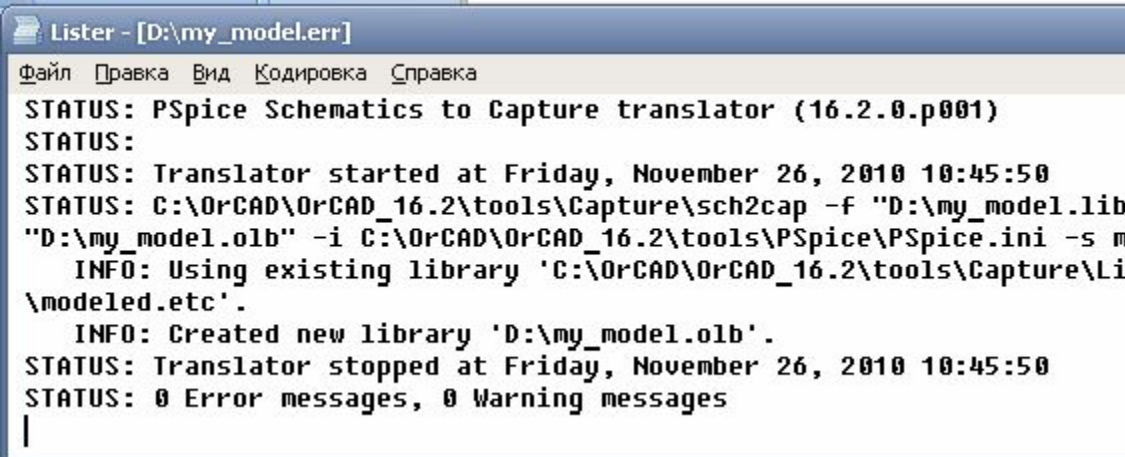 Lister - [D:\my_model.err]
Файл Правка Вид Кодировка Справка
STATUS: PSpice Schematics to Capture translator (16.2.0.p001)
STATUS:
STATUS: Translator started at Friday, November 26, 2010 10:45:50
STATUS: C:\OrCAD\OrCAD_16.2\tools\Capture\sch2cap -f "D:\my_model.lib
"D:\my_model.olb" -i C:\OrCAD\OrCAD_16.2\tools\PSpice\PSpice.ini -s m
INFO: Using existing library 'C:\OrCAD\OrCAD_16.2\tools\Capture\Li
\modeled.etc'.
INFO: Created new library 'D:\my_model.olb'.
STATUS: Translator stopped at Friday, November 26, 2010 10:45:50
STATUS: 0 Error messages, 0 Warning messages